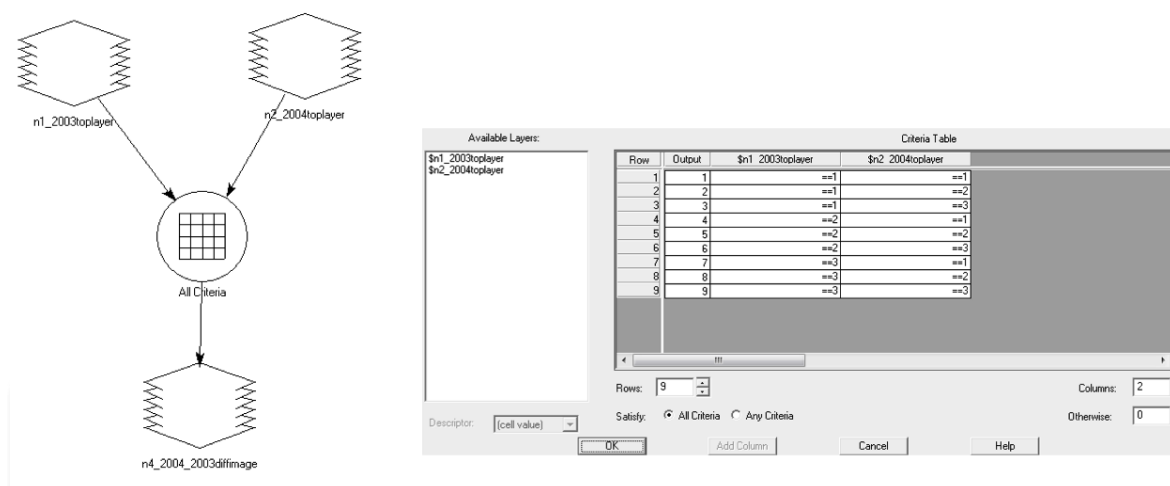 n1_2003toplayer
n2_2004toplayer
All Criteria
n4_2004_2003diffimage
Available Layers:
$n1_2003toplayer
$n2_2004toplayer
Descriptor: (cell value)
Criteria Table
Row Output $n1_2003toplayer $n2_2004toplayer
1 1 ==1 ==1
2 2 ==1 ==2
3 3 ==1 ==3
4 4 ==2 ==1
5 5 ==2 ==2
6 6 ==2 ==3
7 7 ==3 ==1
8 8 ==3 ==2
9 9 ==3 ==3
Rows: 9 Columns: 2
Satisfy: All Criteria Any Criteria Otherwise: 0
OK Add Column Cancel Help